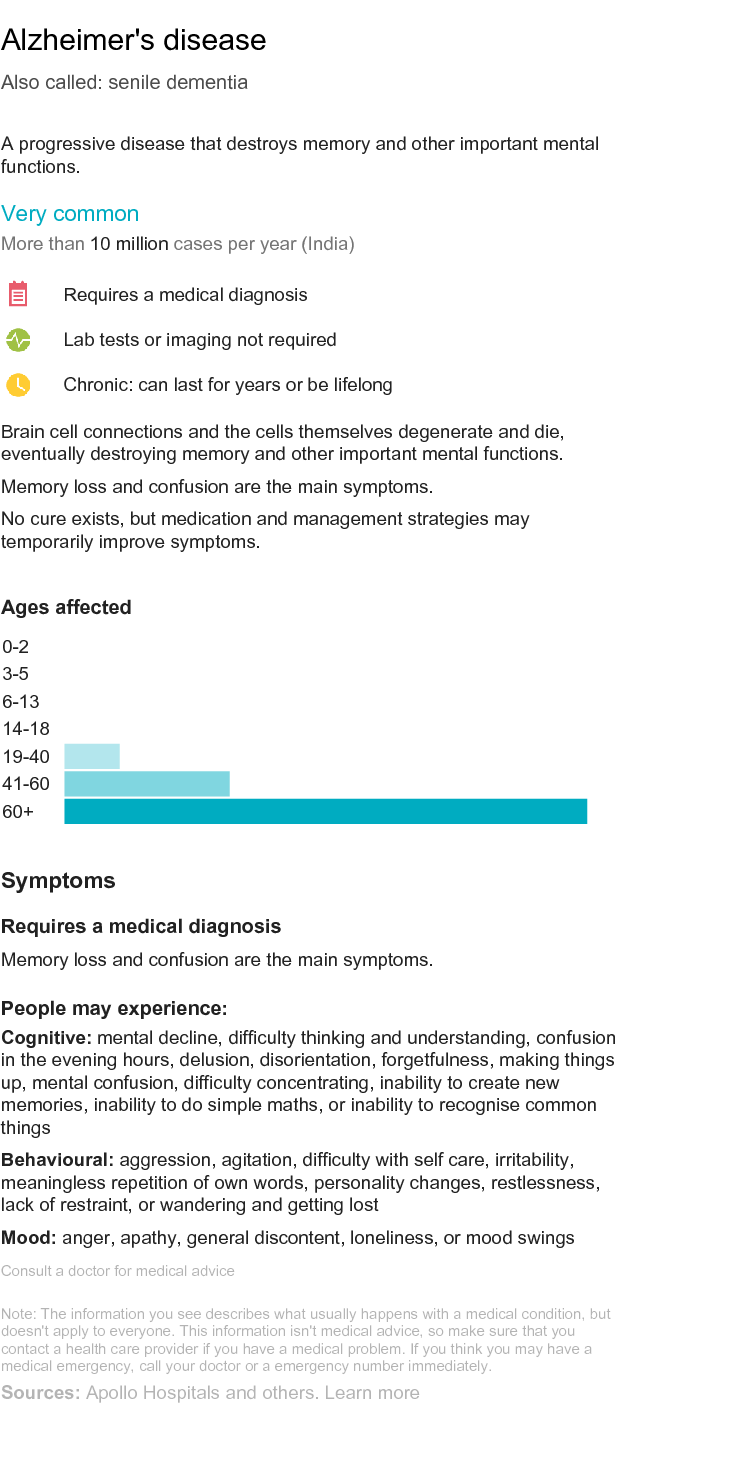 Alzheimer's disease
Also called: senile dementia
A progressive disease that destroys memory and other important mental
functions.
Very common
More than 10 million cases per year (India)
Requires a medical diagnosis
Lab tests or imaging not required
Chronic: can last for years or be lifelong
Brain cell connections and the cells themselves degenerate and die,
eventually destroying memory and other important mental functions.
Memory loss and confusion are the main symptoms.
No cure exists, but medication and management strategies may
temporarily improve symptoms.
Ages affected
0-2
3-5
6-13
14-18
19-40
41-60
60+
Symptoms
Requires a medical diagnosis
Memory loss and confusion are the main symptoms.
People may experience:
Cognitive: mental decline, difficulty thinking and understanding, confusion
in the evening hours, delusion, disorientation, forgetfulness, making things
up, mental confusion, difficulty concentrating, inability to create new
memories, inability to do simple maths, or inability to recognise common
things
Behavioural: aggression, agitation, difficulty with self care, irritability,
meaningless repetition of own words, personality changes, restlessness,
lack of restraint, or wandering and getting lost
Mood: anger, apathy, general discontent, loneliness, or mood swings
Consult a doctor for medical advice
Note: The information you see describes what usually happens with a medical condition, but
doesn't apply to everyone. This information isn't medical advice, so make sure that you
contact a health care provider if you have a medical problem. If you think you may have a
medical emergency, call your doctor or a emergency number immediately.
Sources: Apollo Hospitals and others. Learn more